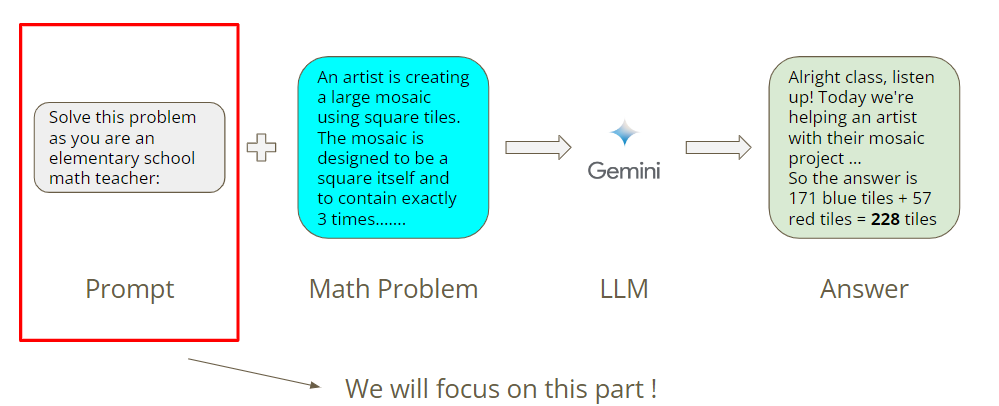 Solve this problem
as you are an
elementary school
math teacher:
An artist is creating
a large mosaic
using square tiles.
The mosaic is
designed to be a
square itself and
to contain exactly
3 times.......
Gemini
Alright class, listen
up! Today we're
helping an artist
with their mosaic
project ...
So the answer is
171 blue tiles + 57
red tiles = 228 tiles
Prompt
Math Problem
LLM
Answer
We will focus on this part !